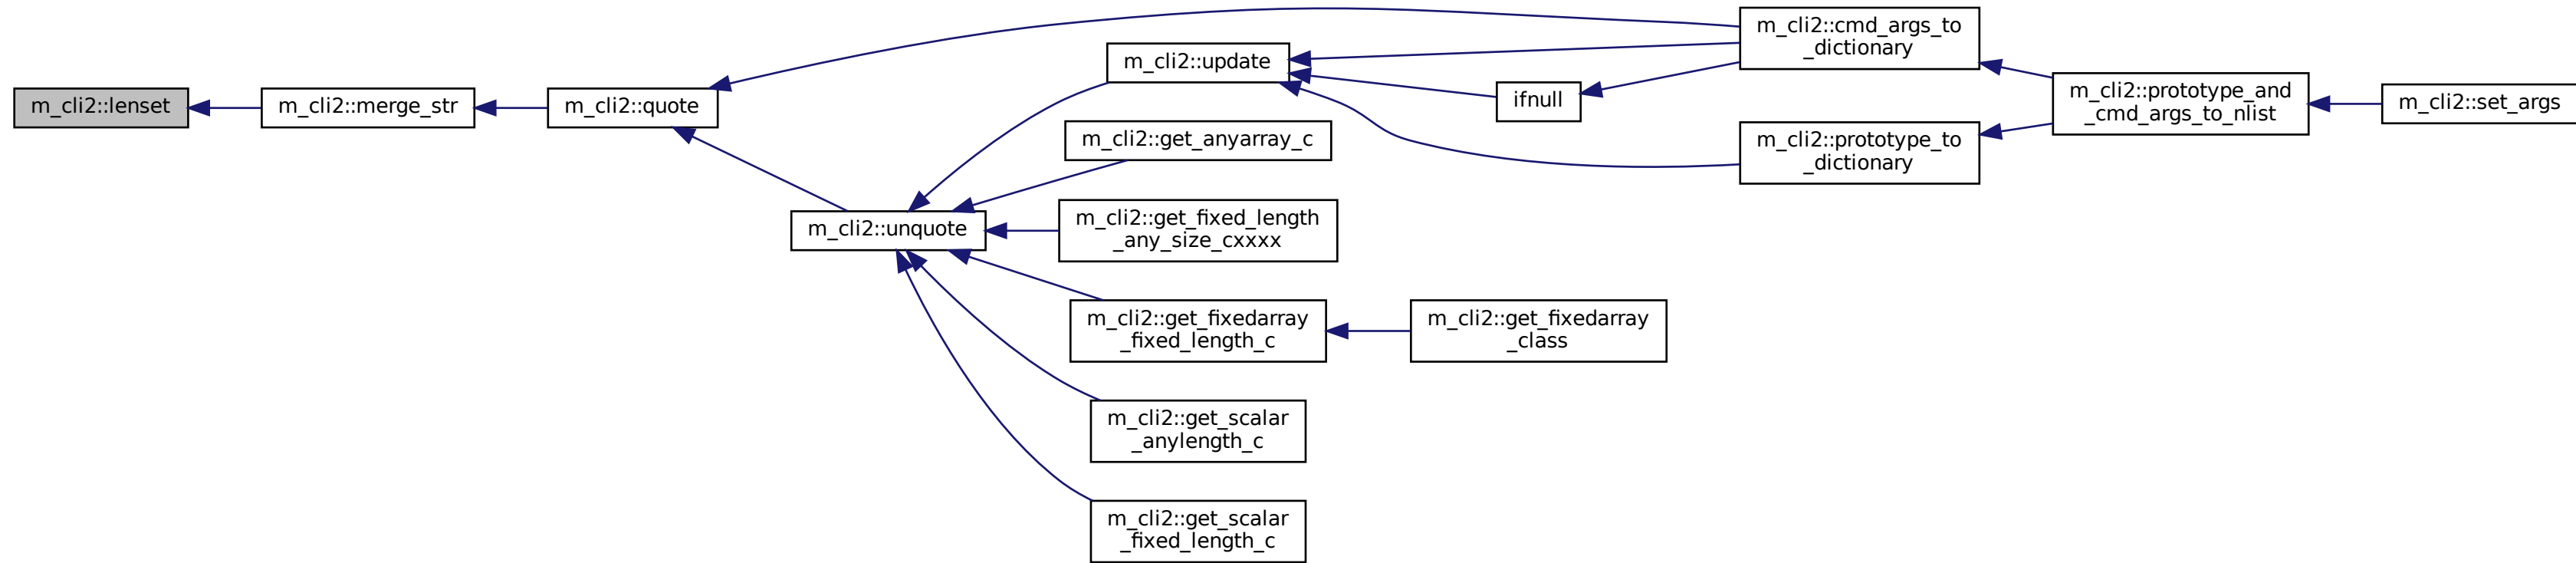 m_cli2::lenset
m_cli2::merge_str
m_cli2::quote
m_cli2::cmd_args_to
_dictionary
m_cli2::update
ifnull
m_cli2::prototype_and
_cmd_args_to_nlist
m_cli2::set_args
m_cli2::get_anyarray_c
m_cli2::prototype_to
_dictionary
m_cli2::unquote
m_cli2::get_fixed_length
_any_size_cxxxx
m_cli2::get_fixedarray
_fixed_length_c
m_cli2::get_fixedarray
_class
m_cli2::get_scalar
_anylength_c
m_cli2::get_scalar
_fixed_length_c